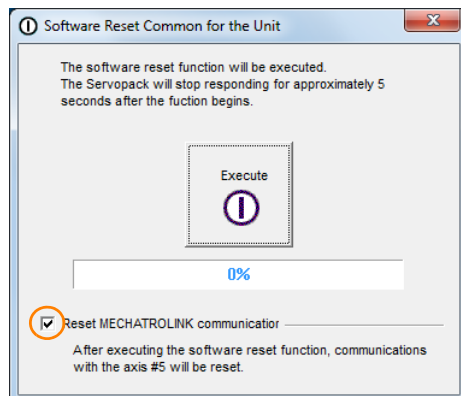 Software Reset Common for the Unit
The software reset function will be executed.
The Servopack will stop responding for approximately 5
seconds after the fuction begins.
Execute
0%
Reset MECHATROLINK communicatior
After executing the software reset function, communications
with the axis #5 will be reset.